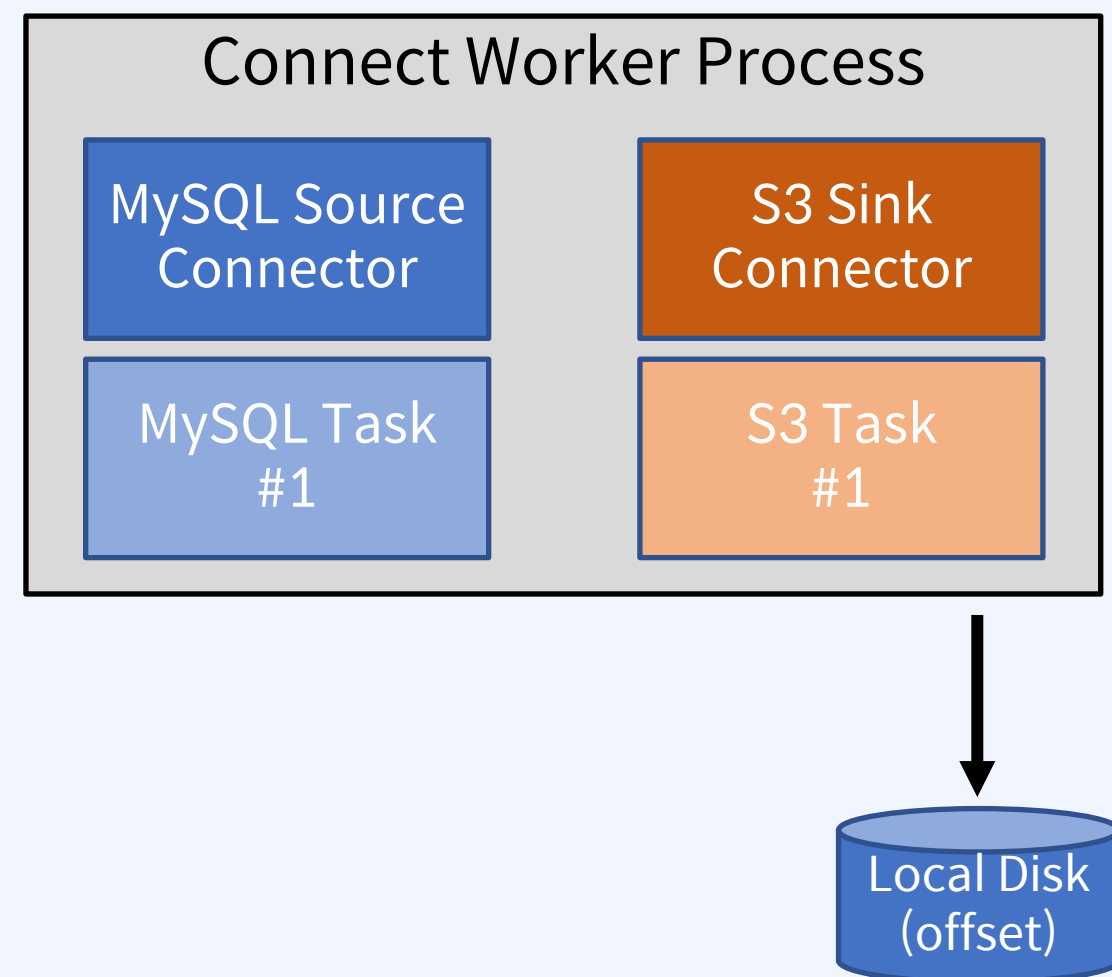 Connect Worker Process
MySQL Source
Connector
S3 Sink
Connector
MySQL Task
#1
S3 Task
#1
Local Disk
(offset)